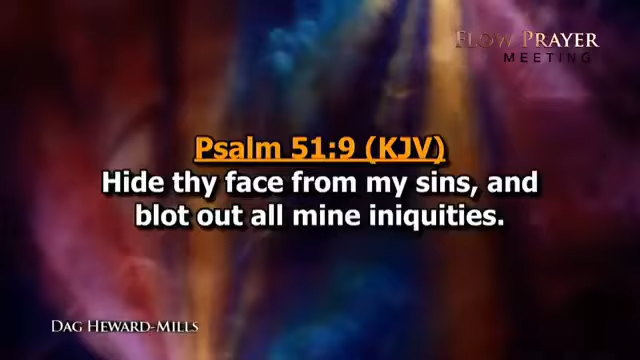 FLOW PRAYER
MEETING
Psalm 51:9 (KJV)
Hide thy face from my sins, and
blot out all mine iniquities.
DAG HEWARD-MILLS